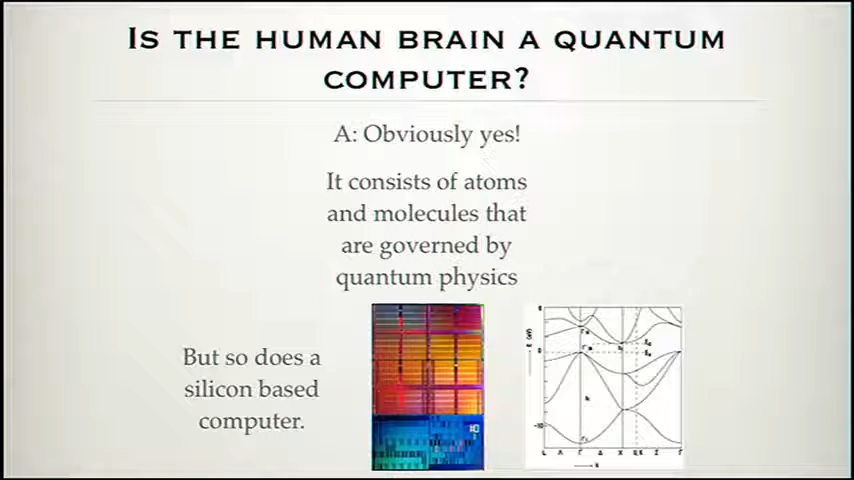 IS THE HUMAN BRAIN A QUANTUM
COMPUTER?
A: Obviously yes!
It consists of atoms
and molecules that
are governed by
quantum physics
But so does a
silicon based
computer.